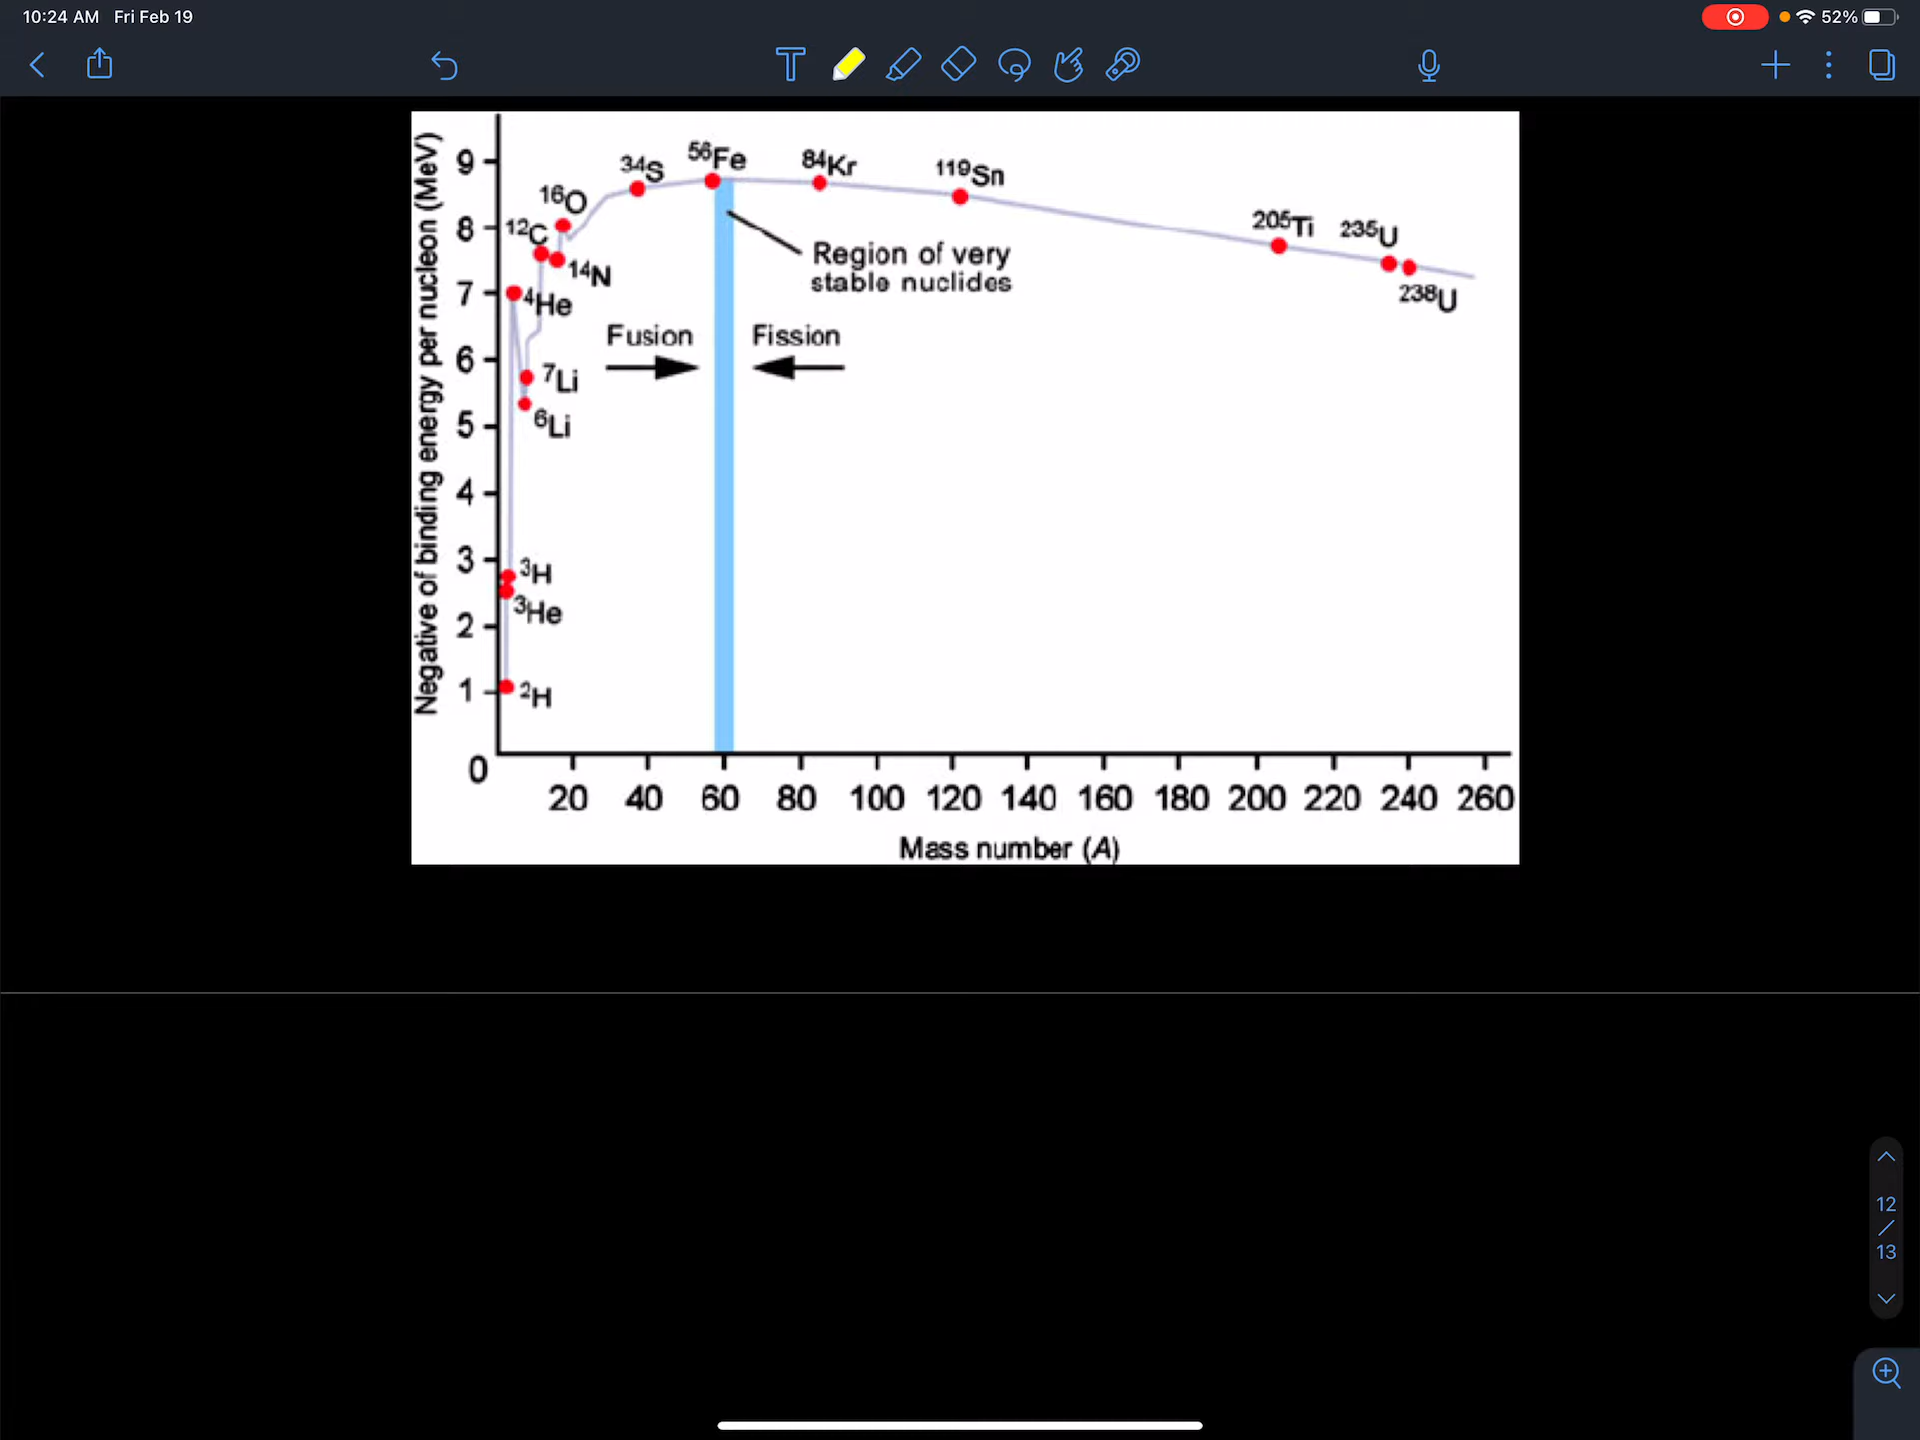 10:24 AM Fri Feb 19
52%
Negative of binding energy per nucleon (MeV)
9
8
7
6
5
4
3
2
1
0
56Fe
84Kr
119Sn
34S
16O
12C
14N
4He
7Li
6Li
3H
3He
2H
205Ti
235U
238U
Region of very
stable nuclides
Fusion
Fission
20 40 60 80 100 120 140 160 180 200 220 240 260
Mass number (A)
12
/
13